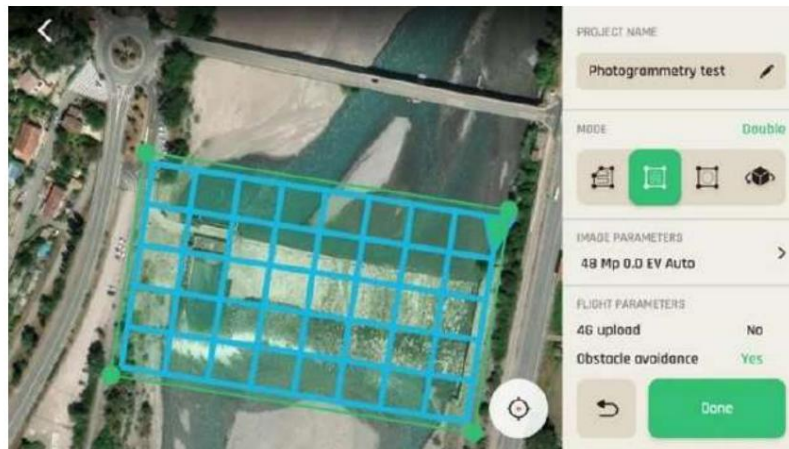 PROJECT NAME
Photogrammetry test
MODE
Double
IMAGE PARAMETERS
48 Mp 0.0 EV Auto
FLIGHT PARAMETERS
4G upload No
Obstacle avoidance Yes
Done